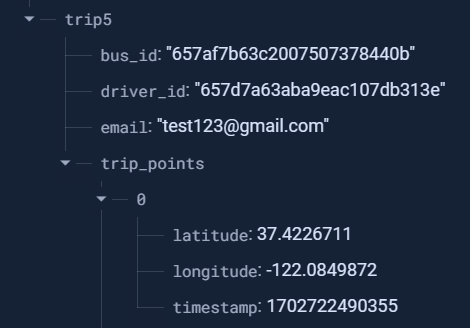 trip5
bus_id: "657af7b63c2007507378440b"
driver_id: "657d7a63aba9eac107db313e"
email: "test123@gmail.com"
trip_points
0
latitude: 37.4226711
longitude: -122.0849872
timestamp: 1702722490355